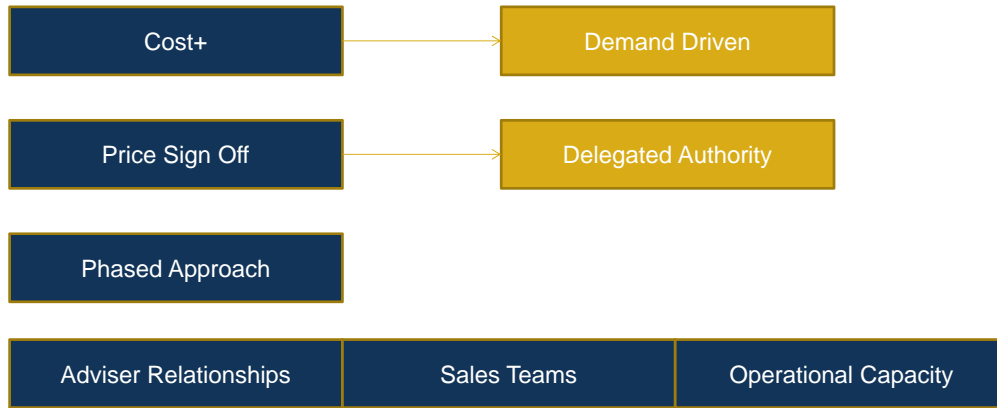 Cost+
Demand Driven
Price Sign Off
Delegated Authority
Phased Approach
Adviser Relationships
Sales Teams
Operational Capacity